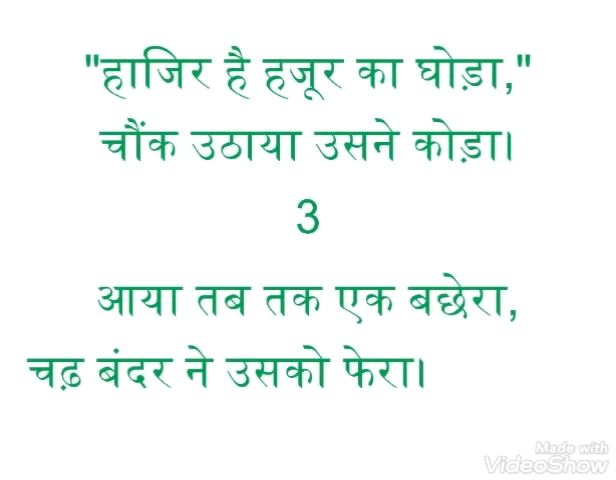 "हाजिर है हजूर का घोड़ा,"
चौंक उठाया उसने कोड़ा।
3
आया तब तक एक बछेरा,
चढ़ बंदर ने उसको फेरा।
Made with
VideoShow